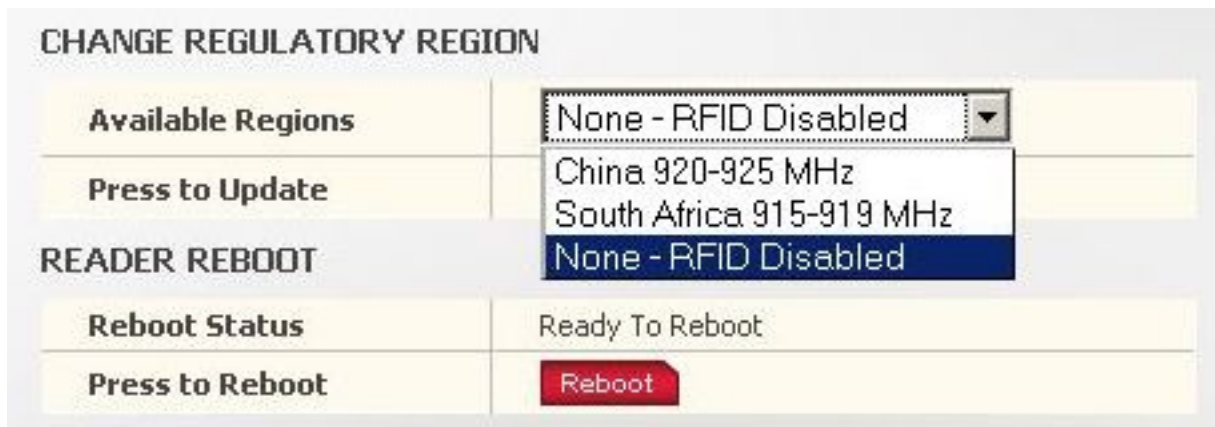 CHANGE REGULATORY REGION
Available Regions
None - RFID Disabled
China 920-925 MHz
South Africa 915-919 MHz
None - RFID Disabled
Press to Update
READER REBOOT
Reboot Status
Ready To Reboot
Press to Reboot
Reboot